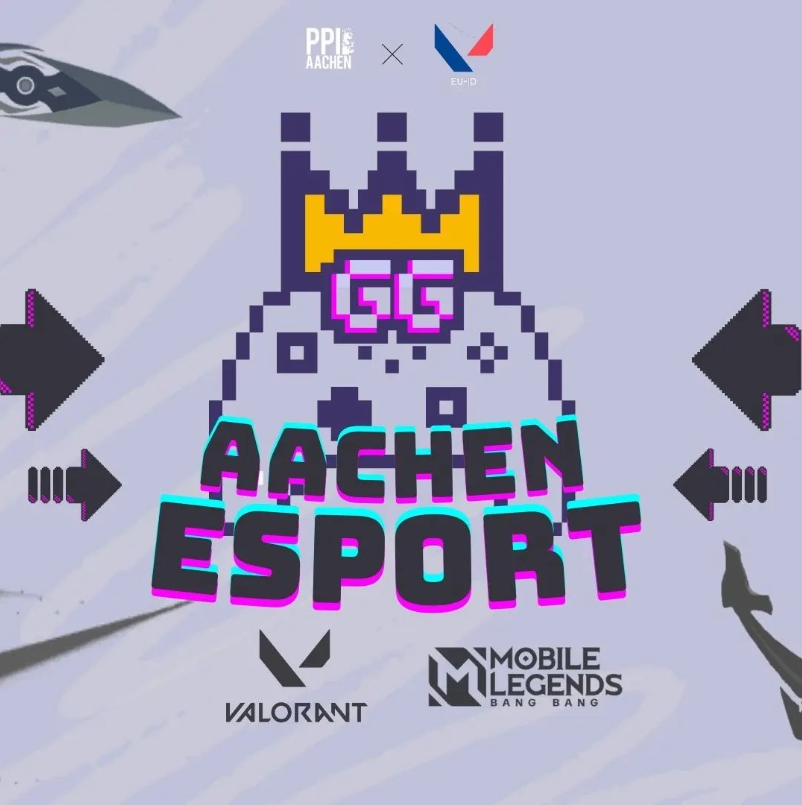 PPI
AACHEN
EU-ID
GG
AACHEN
ESPORT
VALORANT
MOBILE
LEGENDS
BANG BANG